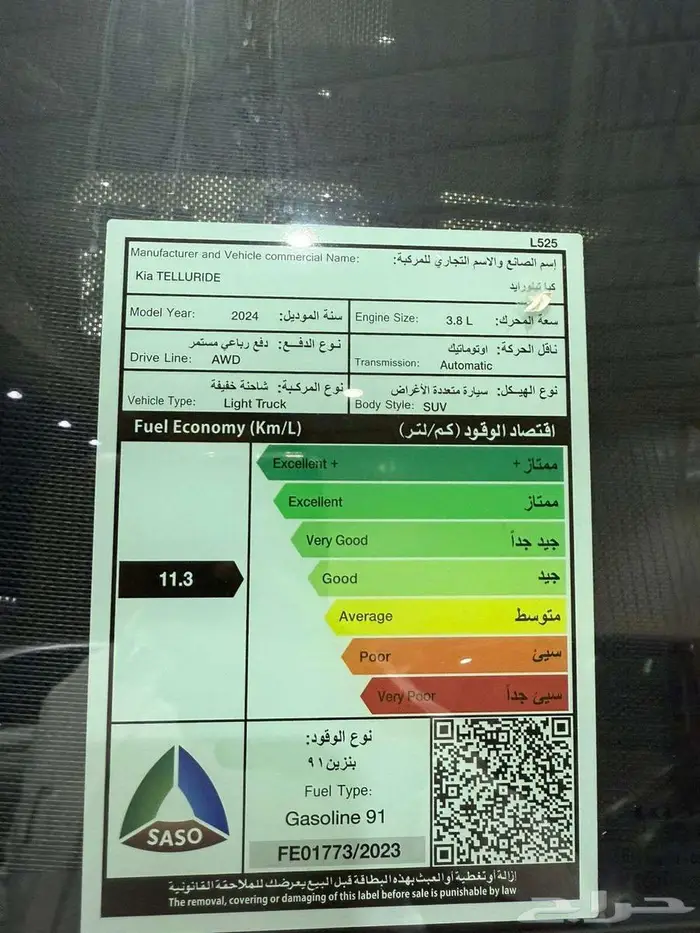 L525
Manufacturer and Vehicle commercial Name: إسم الصانع والاسم التجاري للمركبة:
Kia TELLURIDE كيا تيلورايد
Model Year: 2024 سنة الموديل:
Engine Size: 3.8 L سعة المحرك:
نوع الدفع: دفع رباعي مستمر
Drive Line: AWD
ناقل الحركة: اوتوماتيك
Transmission: Automatic
نوع المركبة: شاحنة خفيفة
Vehicle Type: Light Truck
نوع الهيكل: سيارة متعددة الأغراض
Body Style: SUV
Fuel Economy (Km/L) اقتصاد الوقود (كم/لتر)
Excellent + ممتاز +
Excellent ممتاز
Very Good جيد جداً
11.3
Good جيد
Average متوسط
Poor سيئ
Very Poor سيئ جداً
SASO
نوع الوقود:
بنزين ٩١
Fuel Type:
Gasoline 91
FE01773/2023
إزالة أو تغطية أو العبث بهذه البطاقة قبل البيع يعرضك للملاحقة القانونية
The removal, covering or damaging of this label before sale is punishable by law
حراج